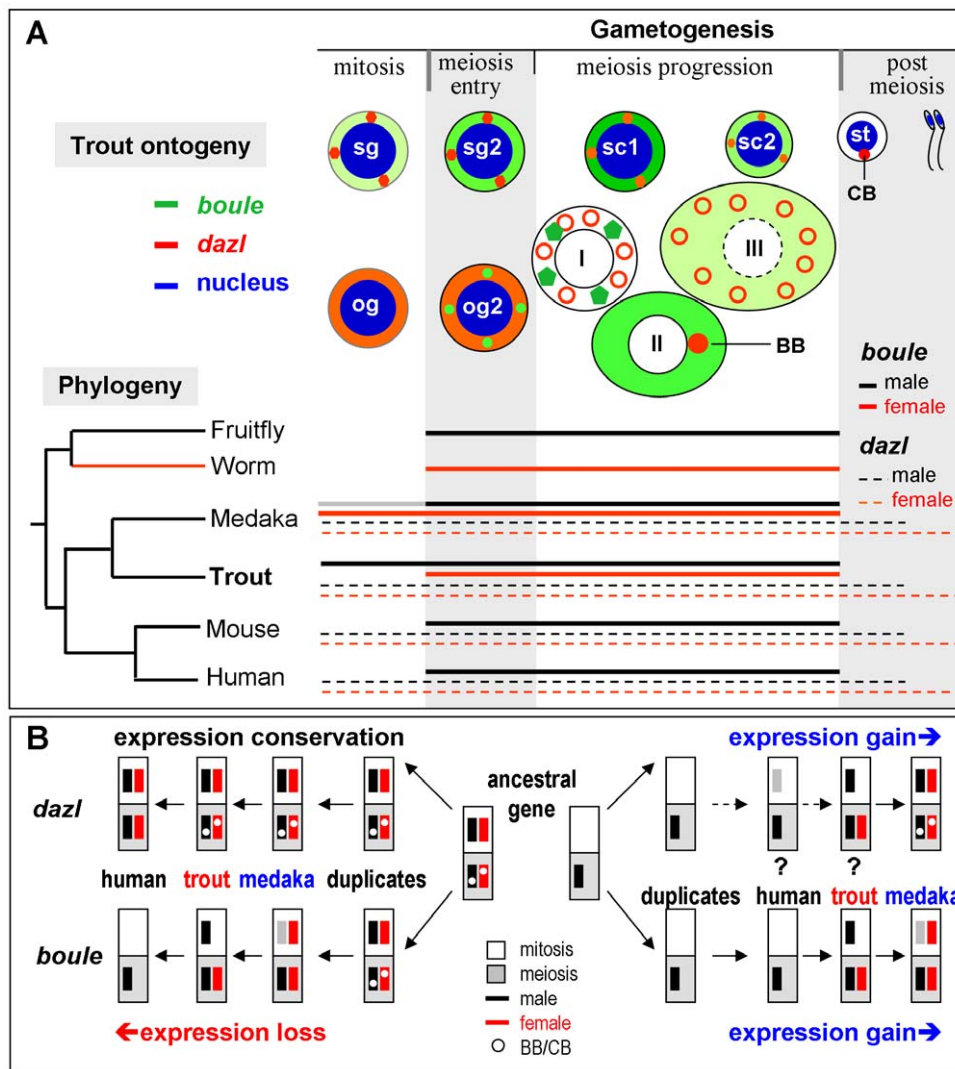 A
Gametogenesis
mitosis
meiosis entry
meiosis progression
post meiosis
Trout ontogeny
boule
dazl
nucleus
sg
sg2
sc1
sc2
st
CB
I
III
og
og2
II
BB
boule
male
female
dazl
male
female
Phylogeny
Fruitfly
Worm
Medaka
Trout
Mouse
Human
B
expression conservation
expression gain→
ancestral gene
dazl
? ?
human trout medaka duplicates
duplicates human trout medaka
boule
mitosis
meiosis
male
female
BB/CB
←expression loss
expression gain→